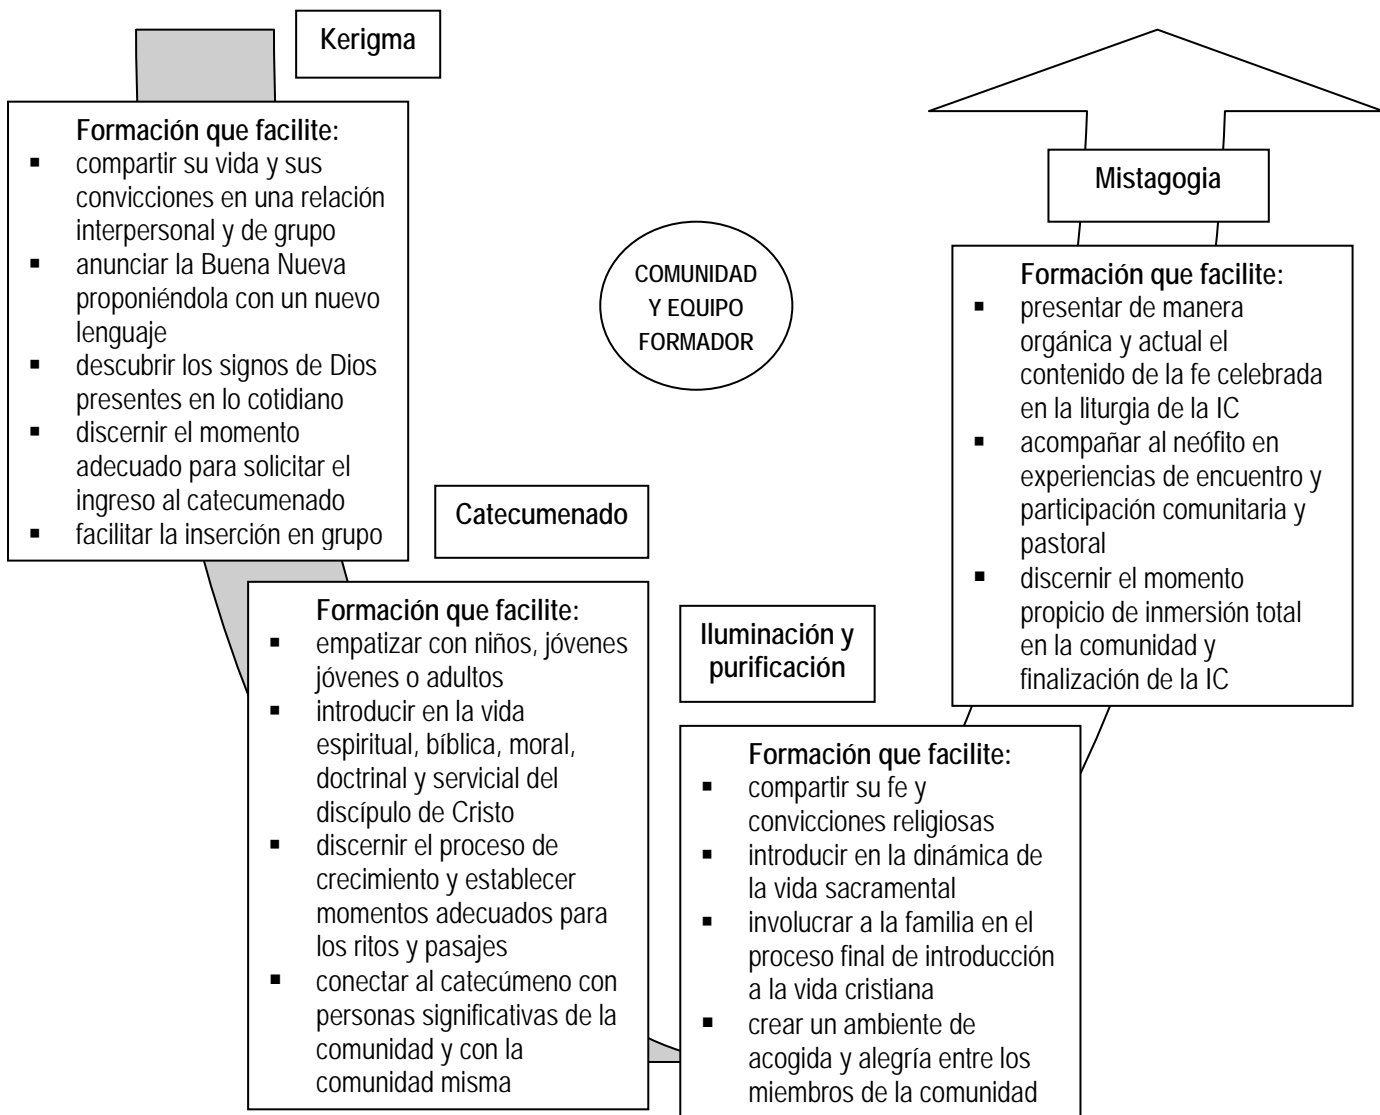 Kerigma
Formación que facilite:
▪ compartir su vida y sus
convicciones en una relación
interpersonal y de grupo
▪ anunciar la Buena Nueva
proponiéndola con un nuevo
lenguaje
▪ descubrir los signos de Dios
presentes en lo cotidiano
▪ discernir el momento
adecuado para solicitar el
ingreso al catecumenado
▪ facilitar la inserción en grupo
Catecumenado
Formación que facilite:
▪ empatizar con niños, jóvenes
jóvenes o adultos
▪ introducir en la vida
espiritual, bíblica, moral,
doctrinal y servicial del
discípulo de Cristo
▪ discernir el proceso de
crecimiento y establecer
momentos adecuados para
los ritos y pasajes
▪ conectar al catecúmeno con
personas significativas de la
comunidad y con la
comunidad misma
COMUNIDAD
Y EQUIPO
FORMADOR
Iluminación y
purificación
Formación que facilite:
▪ compartir su fe y
convicciones religiosas
▪ introducir en la dinámica de
la vida sacramental
▪ involucrar a la familia en el
proceso final de introducción
a la vida cristiana
▪ crear un ambiente de
acogida y alegría entre los
miembros de la comunidad
Mistagogia
Formación que facilite:
▪ presentar de manera
orgánica y actual el
contenido de la fe celebrada
en la liturgia de la IC
▪ acompañar al neófito en
experiencias de encuentro y
participación comunitaria y
pastoral
▪ discernir el momento
propicio de inmersión total
en la comunidad y
finalización de la IC